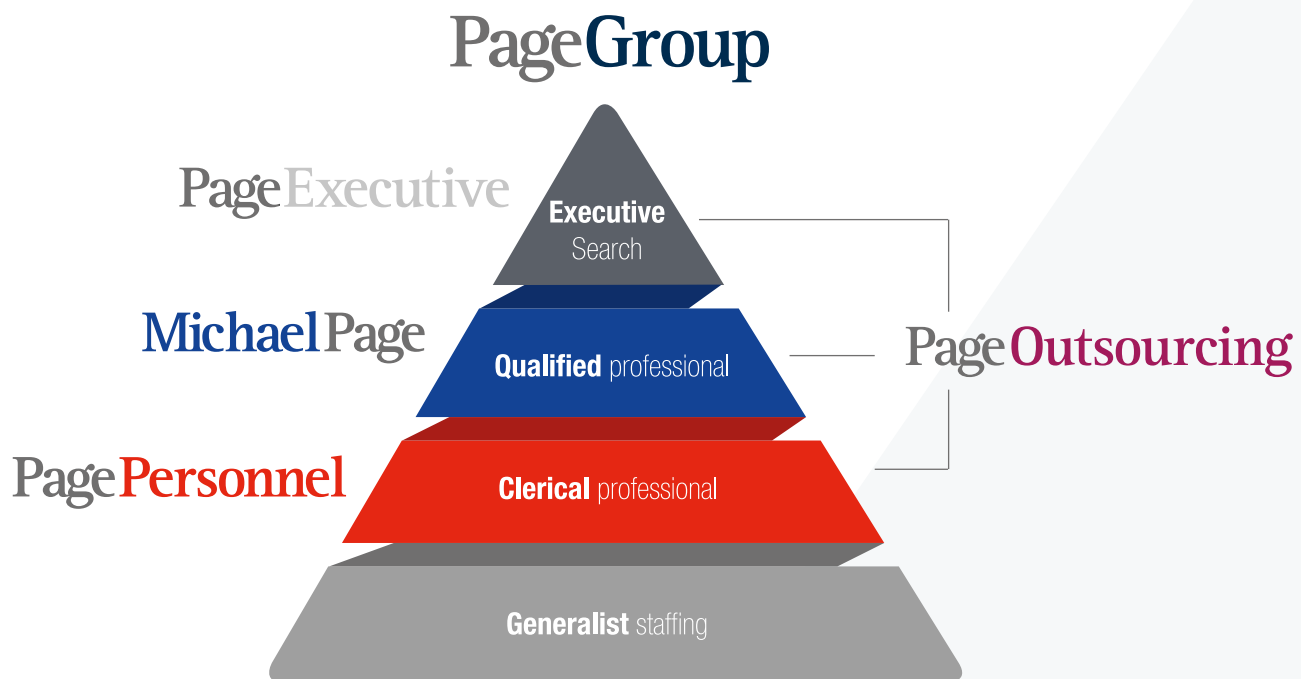 PageGroup
PageExecutive
Executive
Search
MichaelPage
Qualified professional
PageOutsourcing
PagePersonnel
Clerical professional
Generalist staffing